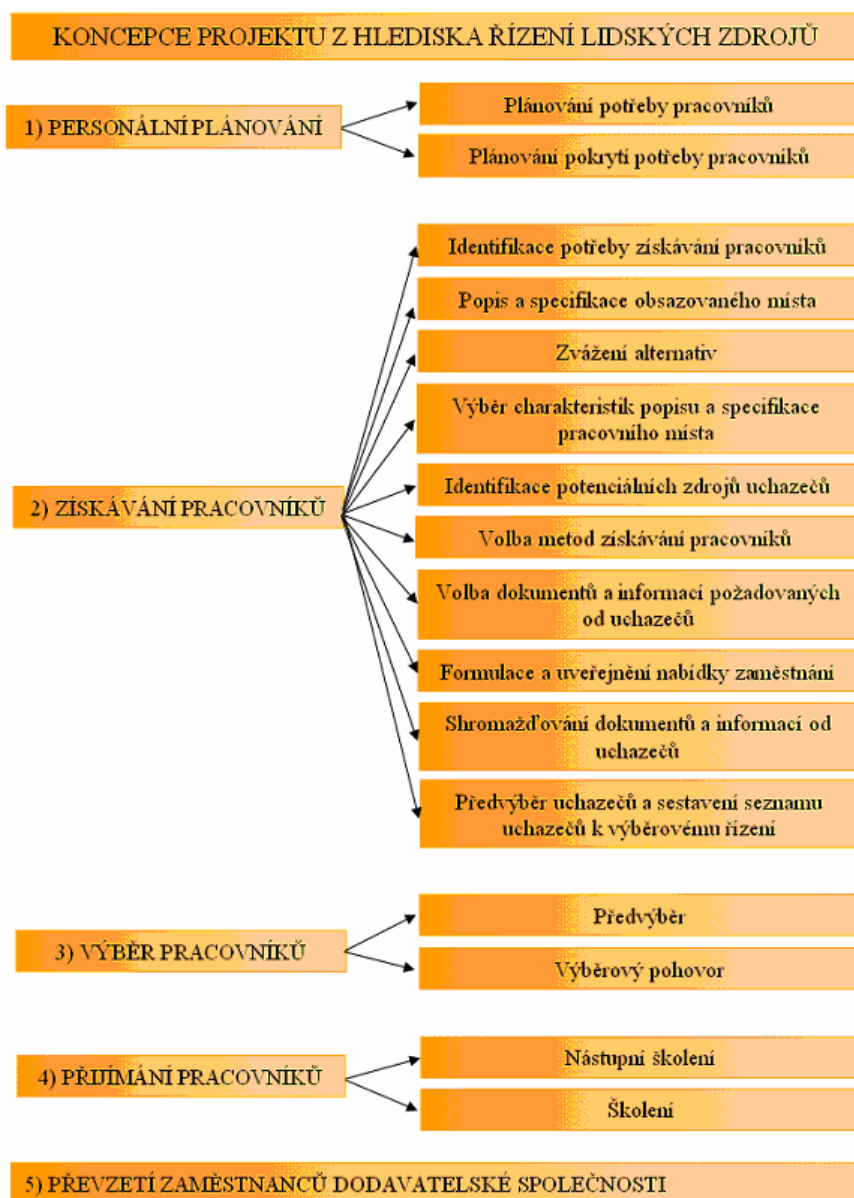 KONCEPCE PROJEKTU Z HLEDISKA ŘÍZENÍ LIDSKÝCH ZDROJŮ
1) PERSONÁLNÍ PLÁNOVÁNÍ
Plánování potřeby pracovníků
Plánování pokrytí potřeby pracovníků
2) ZÍSKÁVÁNÍ PRACOVNÍKŮ
Identifikace potřeby získávání pracovníků
Popis a specifikace obsazovaného místa
Zvážení alternativ
Výběr charakteristik popisu a specifikace
pracovního místa
Identifikace potenciálních zdrojů uchazečů
Volba metod získávání pracovníků
Volba dokumentů a informací požadovaných
od uchazečů
Formulace a uveřejnění nabídky zaměstnání
Shromažďování dokumentů a informací od
uchazečů
Předvýběr uchazečů a sestavení seznamu
uchazečů k výběrovému řízení
3) VÝBĚR PRACOVNÍKŮ
Předvýběr
Výběrový pohovor
4) PŘIJÍMÁNÍ PRACOVNÍKŮ
Nástupní školení
Školení
5) PŘEVZETÍ ZAMĚSTNANCŮ DODAVATELSKÉ SPOLEČNOSTI